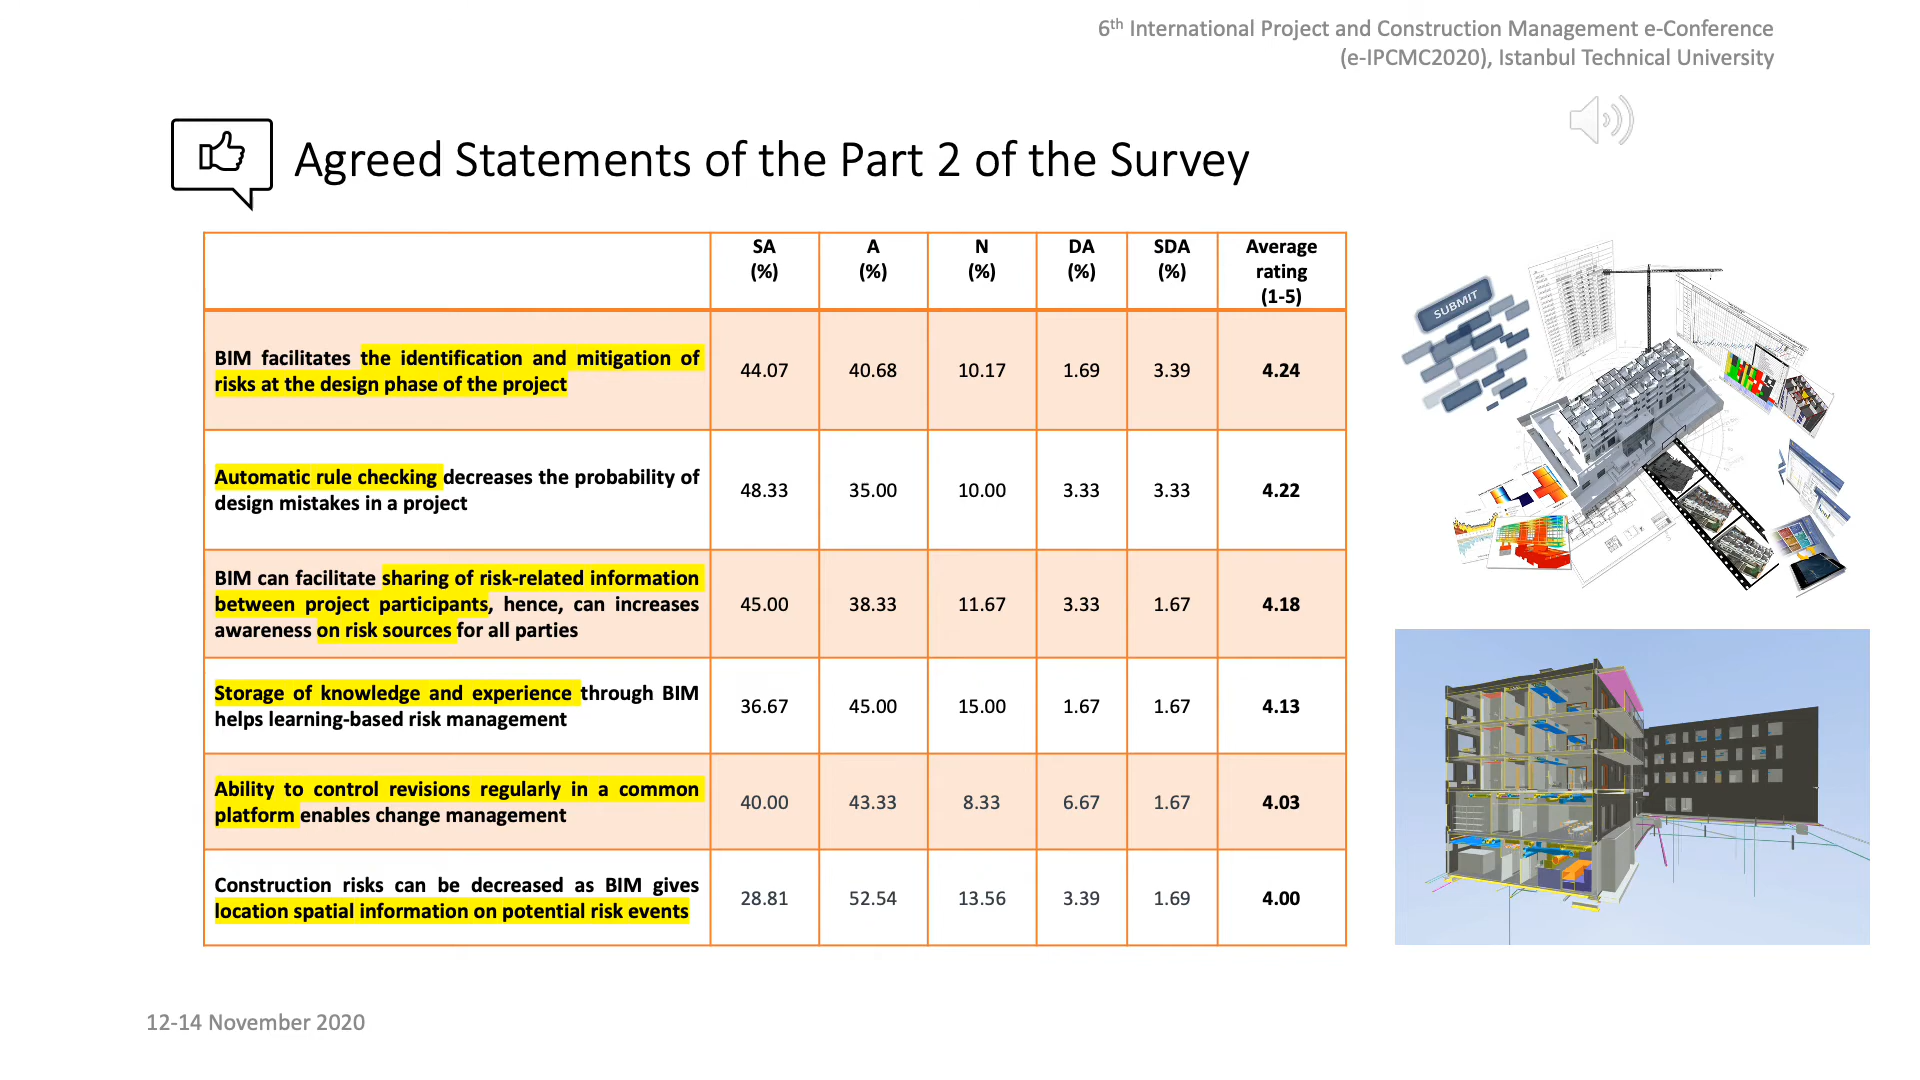 6th International Project and Construction Management e-Conference
(e-IPCMC2020), Istanbul Technical University
Agreed Statements of the Part 2 of the Survey
SA (%) A (%) N (%) DA (%) SDA (%) Average rating (1-5)
BIM facilitates the identification and mitigation of
risks at the design phase of the project
44.07 40.68 10.17 1.69 3.39 4.24
Automatic rule checking decreases the probability of
design mistakes in a project
48.33 35.00 10.00 3.33 3.33 4.22
BIM can facilitate sharing of risk-related information
between project participants, hence, can increases
awareness on risk sources for all parties
45.00 38.33 11.67 3.33 1.67 4.18
Storage of knowledge and experience through BIM
helps learning-based risk management
36.67 45.00 15.00 1.67 1.67 4.13
Ability to control revisions regularly in a common
platform enables change management
40.00 43.33 8.33 6.67 1.67 4.03
Construction risks can be decreased as BIM gives
location spatial information on potential risk events
28.81 52.54 13.56 3.39 1.69 4.00
SUBMIT
12-14 November 2020